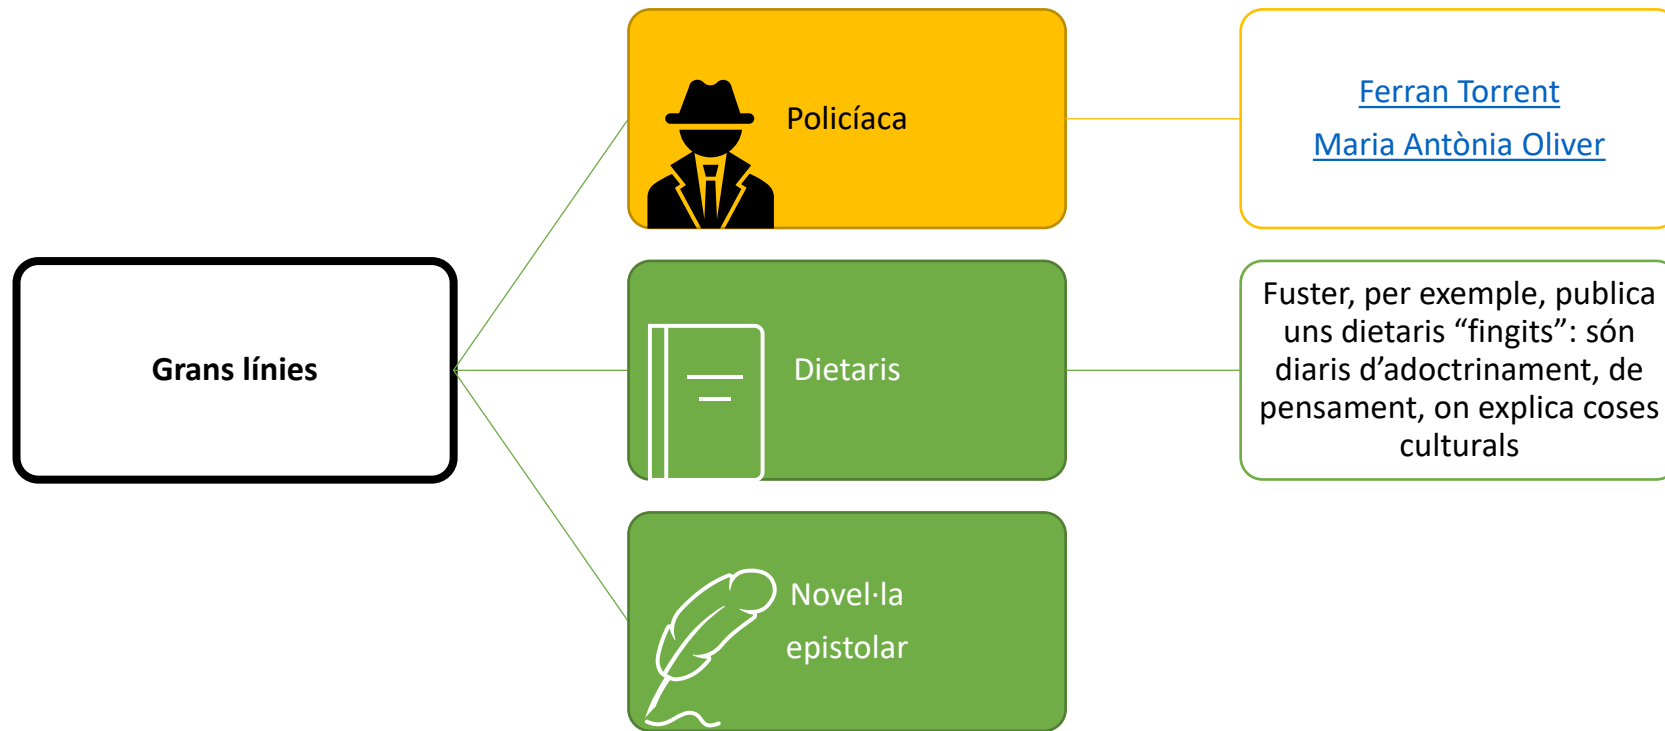 Grans línies
Policíaca
Ferran Torrent
Maria Antònia Oliver
Dietaris
Fuster, per exemple, publica
uns dietaris “fingits”: són
diaris d’adoctrinament, de
pensament, on explica coses
culturals
Novel·la
epistolar